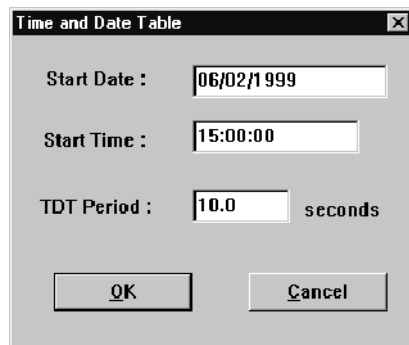 Time and Date Table
Start Date : 06/02/1999
Start Time : 15:00:00
TDT Period : 10.0 seconds
OK Cancel